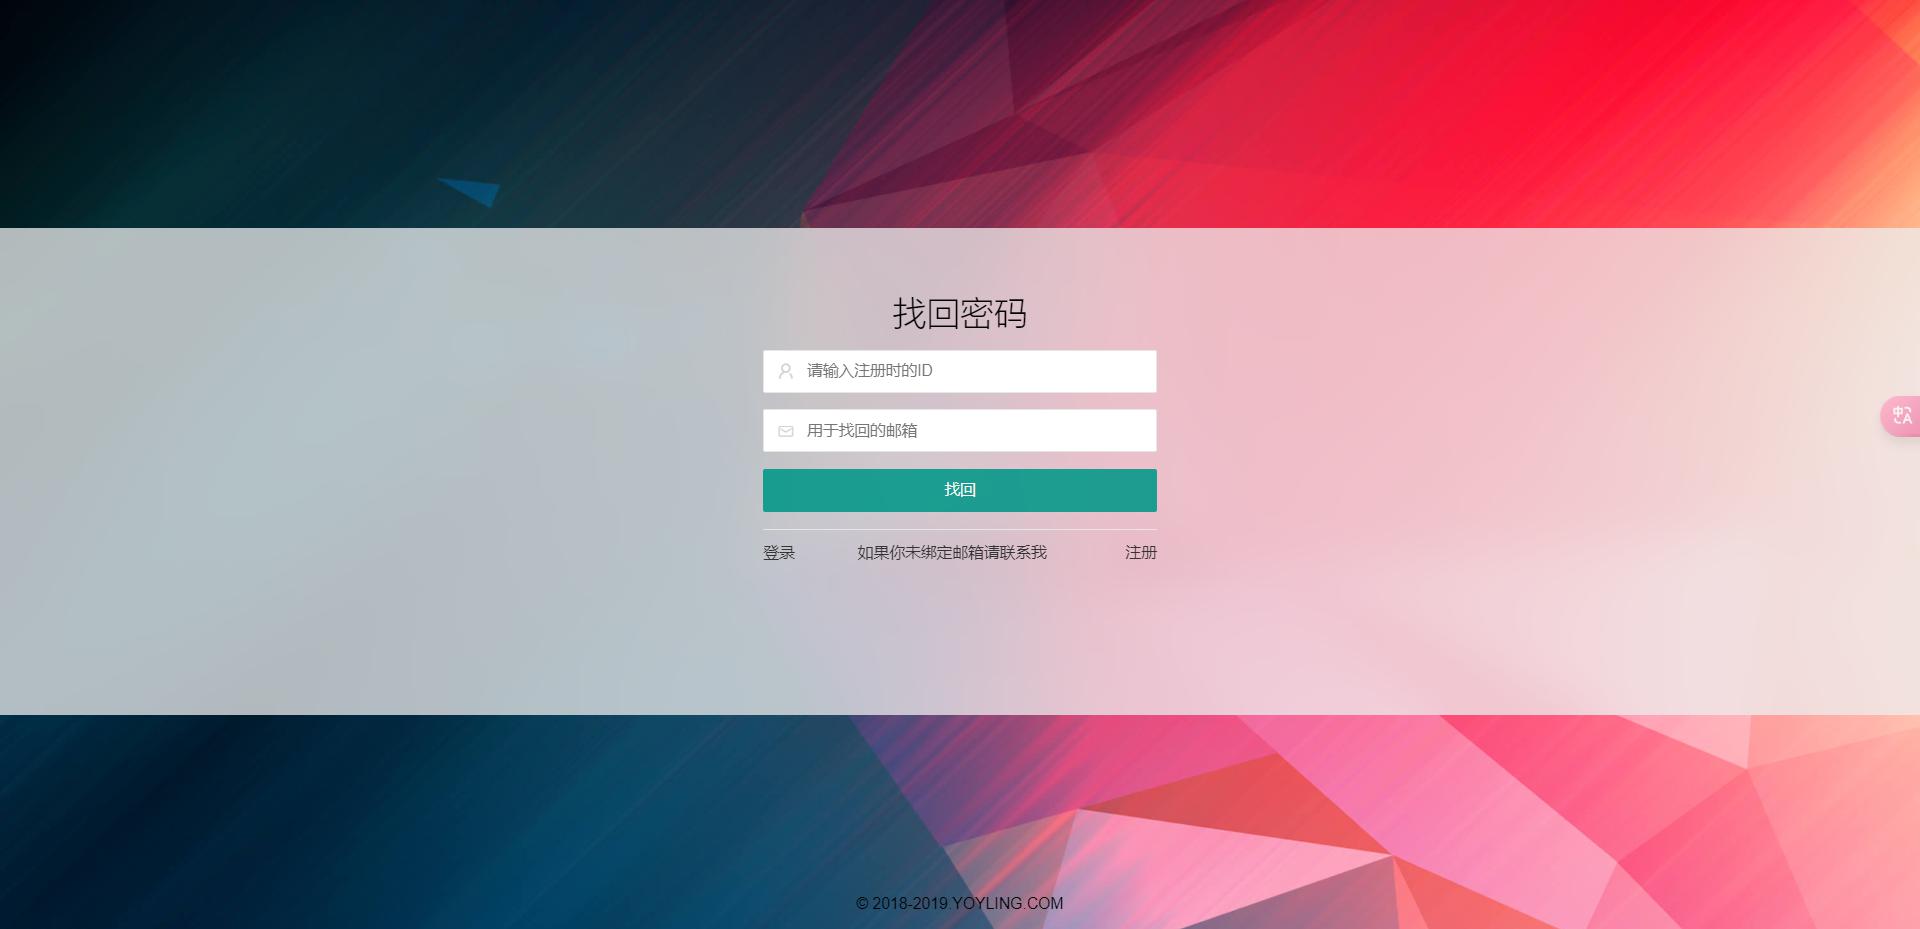 找回密码
请输入注册时的ID
用于找回的邮箱
找回
登录 如果你未绑定邮箱请联系我 注册
中A
© 2018-2019.YOYLING.COM